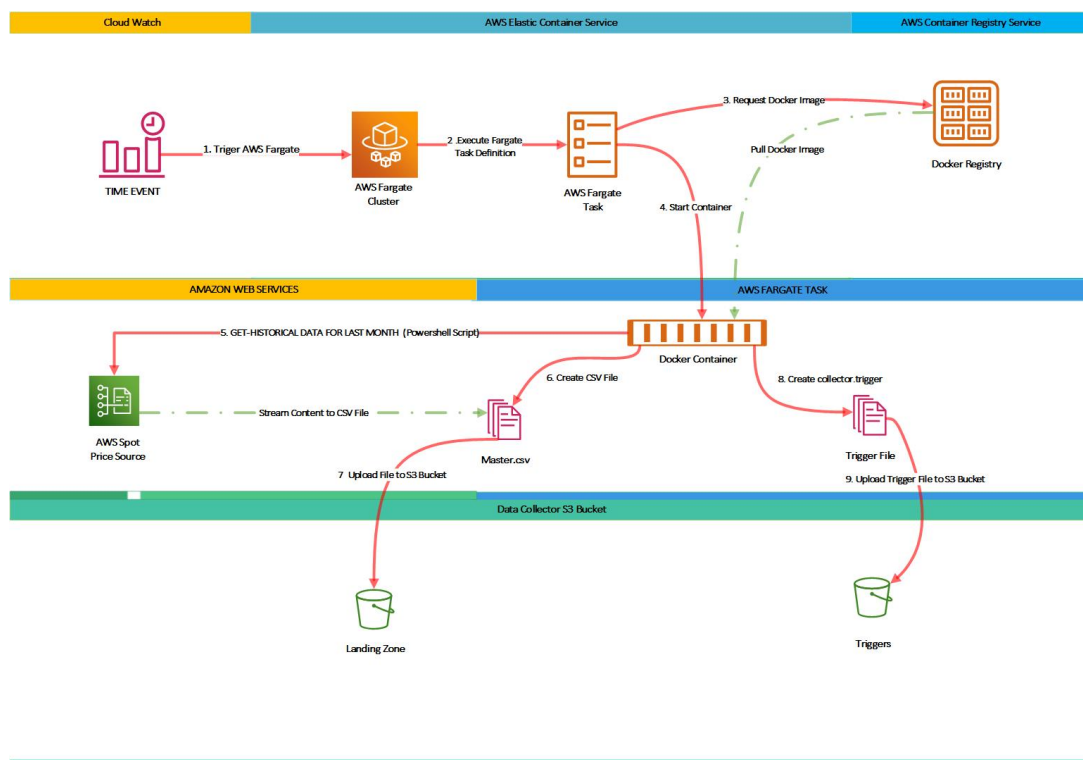 Cloud Watch
AWS Elastic Container Service
AWS Container Registry Service
3. Request Docker Image
1. Triger AWS Fargate
2 .Execute Fargate
Task Definition
Pull Docker Image
TIME EVENT
AWS Fargate
Cluster
AWS Fargate
Task
Docker Registry
4. Start Container
AMAZON WEB SERVICES
AWS FARGATE TASK
5. GET-HISTORICAL DATA FOR LAST MONTH (Powershell Script)
Docker Container
6. Create CSV File
8. Create collector.trigger
Stream Content to CSV File
AWS Spot
Price Source
Master.csv
Trigger File
7 Upload File to S3 Bucket
9. Upload Trigger File to S3 Bucket
Data Collector S3 Bucket
Landing Zone
Triggers